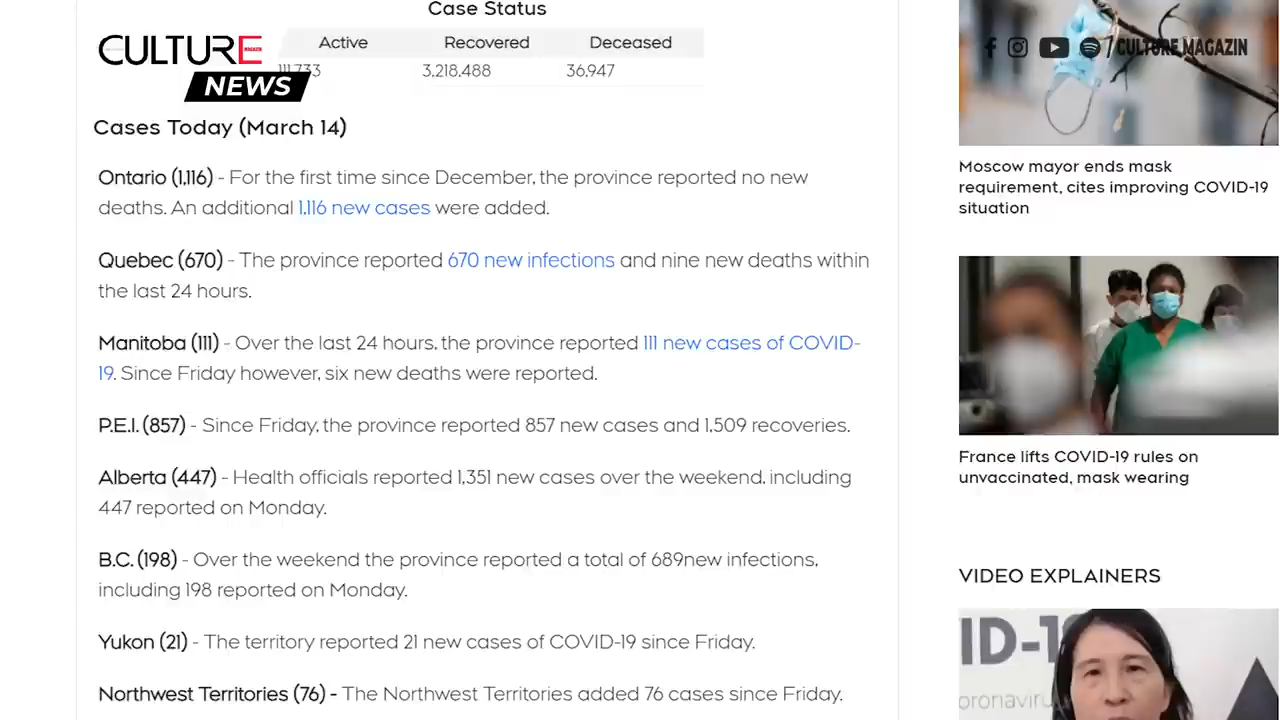 Case Status
CULTURE
MAGAZIN
NEWS
Active Recovered Deceased
111,733 3,218,488 36,947
Cases Today (March 14)
Ontario (1,116) - For the first time since December, the province reported no new
deaths. An additional 1,116 new cases were added.
Quebec (670) - The province reported 670 new infections and nine new deaths within
the last 24 hours.
Manitoba (111) - Over the last 24 hours, the province reported 111 new cases of COVID-
19. Since Friday however, six new deaths were reported.
P.E.I. (857) - Since Friday, the province reported 857 new cases and 1,509 recoveries.
Alberta (447) - Health officials reported 1,351 new cases over the weekend, including
447 reported on Monday.
B.C. (198) - Over the weekend the province reported a total of 689new infections,
including 198 reported on Monday.
Yukon (21) - The territory reported 21 new cases of COVID-19 since Friday.
Northwest Territories (76) - The Northwest Territories added 76 cases since Friday.
/ CULTURE MAGAZIN
Moscow mayor ends mask
requirement, cites improving COVID-19
situation
France lifts COVID-19 rules on
unvaccinated, mask wearing
VIDEO EXPLAINERS
ID-19
oronaviru